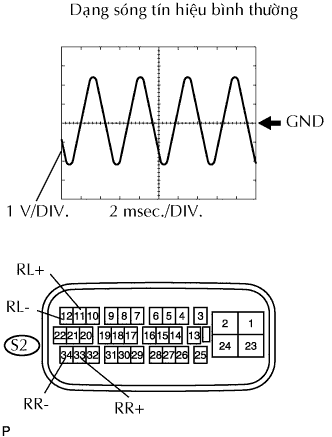 Dạng sóng tín hiệu bình thường
GND
1 V/DIV.
2 msec./DIV.
RL+
RL-
12 11 10 9 8 7 6 5 4 3
2 1
22 21 20 19 18 17 16 15 14 13
S2
24 23
34 33 32 31 30 29 28 27 26 25
RR-
RR+
P